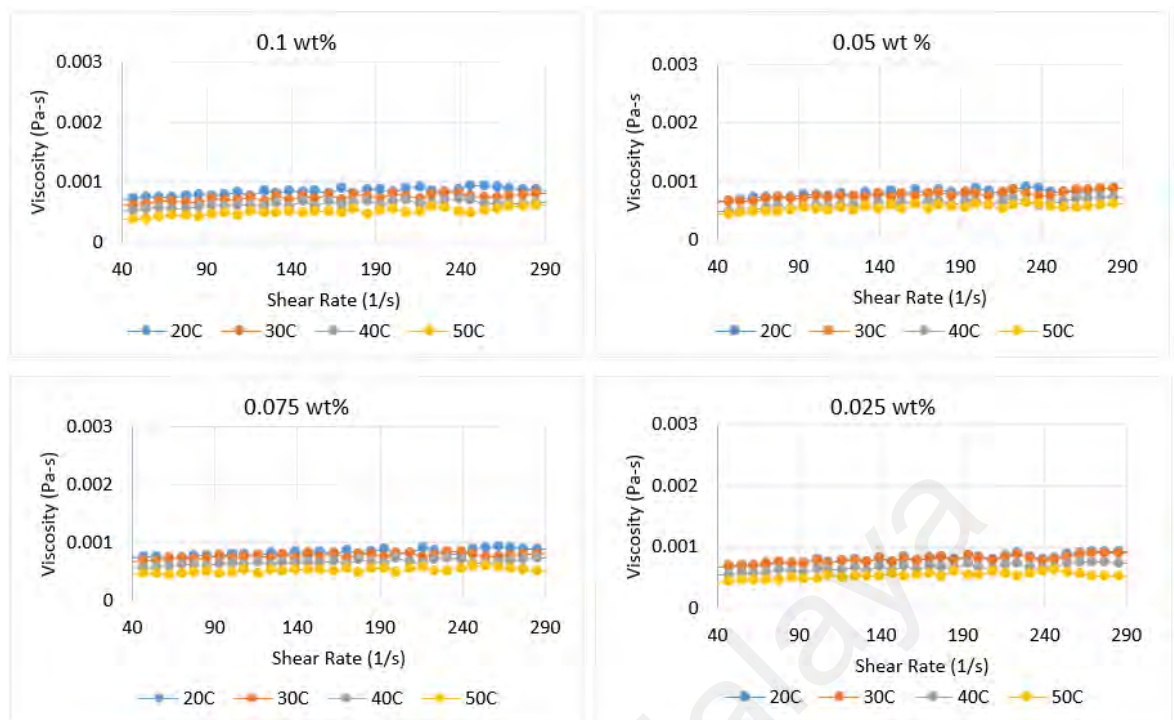 0.1 wt%
Viscosity (Pa-s)
0.003
0.002
0.001
0
40 90 140 190 240 290
Shear Rate (1/s)
20C 30C 40C 50C
0.05 wt %
Viscosity (Pa-s
0.003
0.002
0.001
0
40 90 140 190 240 290
Shear Rate (1/s)
20C 30C 40C 50C
0.075 wt%
Viscosity (Pa-s)
0.003
0.002
0.001
0
40 90 140 190 240 290
Shear Rate (1/s)
20C 30C 40C 50C
0.025 wt%
Viscosity (Pa-s)
0.003
0.002
0.001
0
40 90 140 190 240 290
Shear Rate (1/s)
20C 30C 40C 50C
alaya